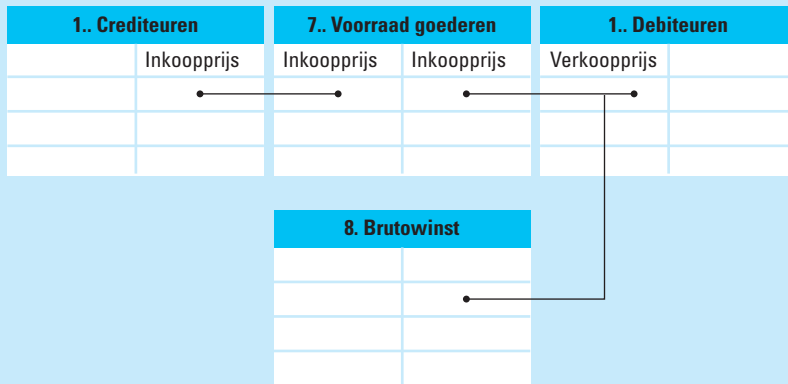 1.. Crediteuren
7.. Voorraad goederen
1.. Debiteuren
Inkoopprijs
Inkoopprijs
Inkoopprijs
Verkoopprijs
8. Brutowinst